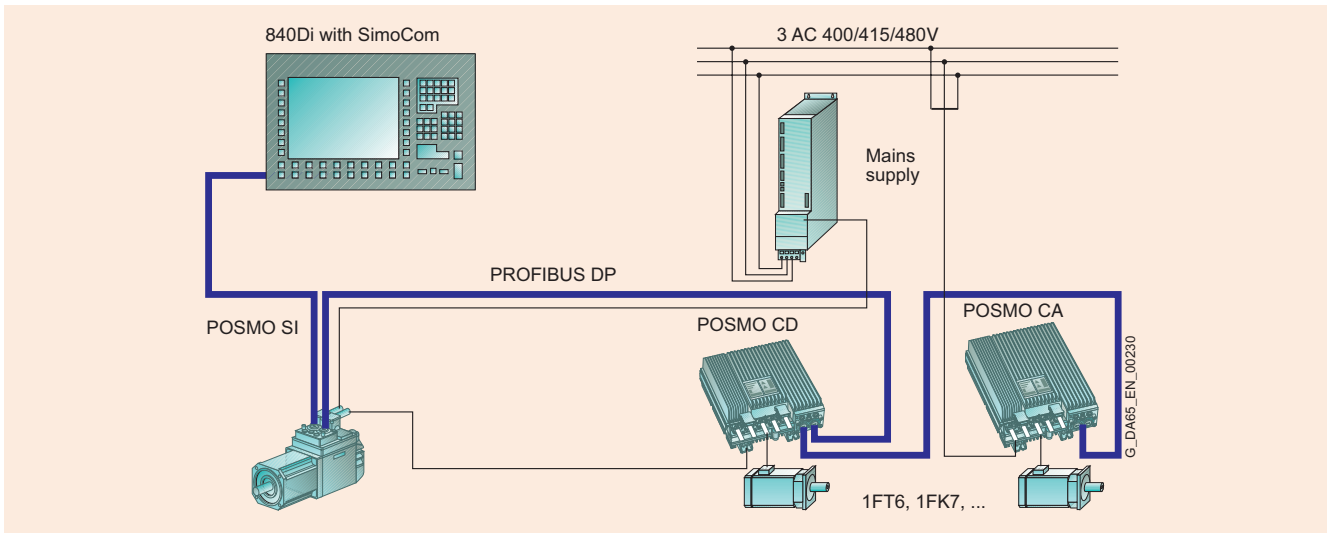 840Di with SimoCom
3 AC 400/415/480V
Mains
supply
PROFIBUS DP
POSMO SI
POSMO CD
POSMO CA
G_DA65_EN_00230
1FT6, 1FK7, ...